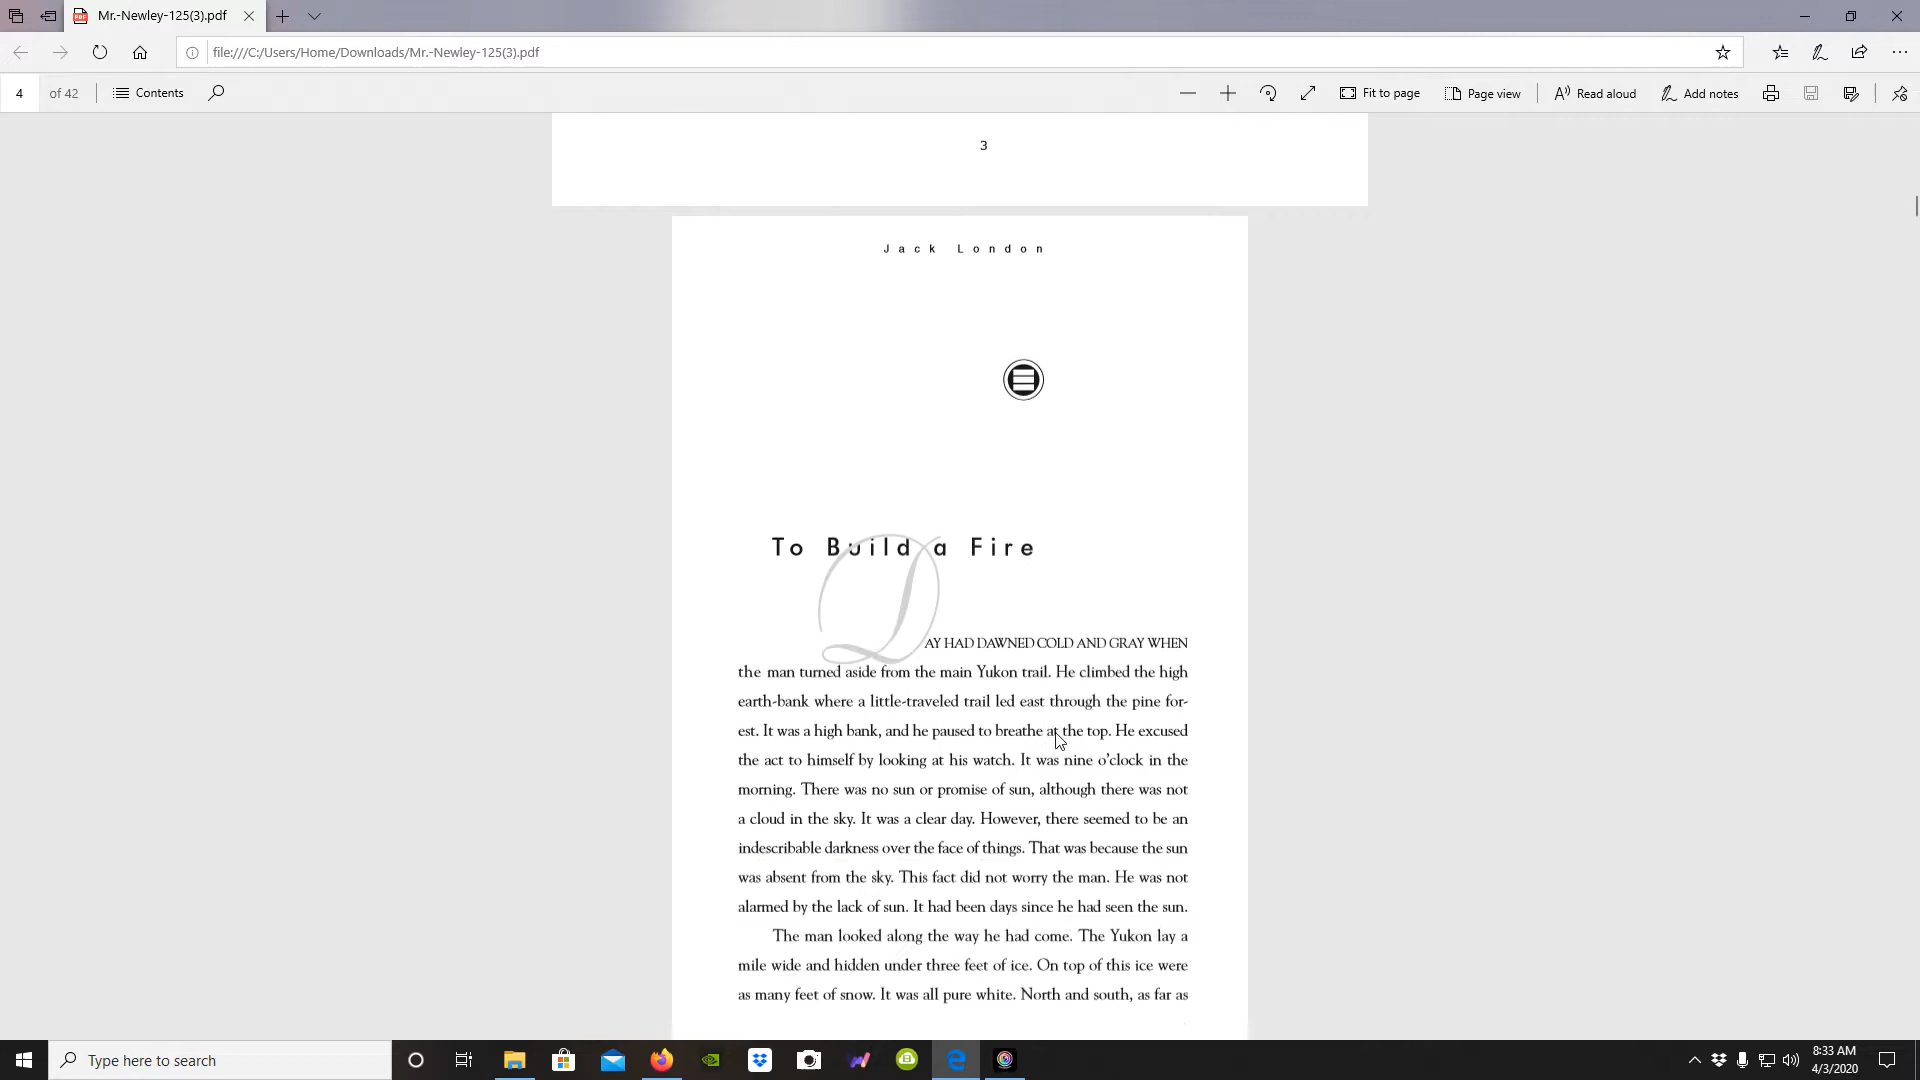 Mr.-Newley-125(3).pdf
file:///C:/Users/Home/Downloads/Mr.-Newley-125(3).pdf
4 of 42 Contents Fit to page Page view Read aloud Add notes
3
Jack London
To Build a Fire
DAY HAD DAWNED COLD AND GRAY WHEN
the man turned aside from the main Yukon trail. He climbed the high
earth-bank where a little-traveled trail led east through the pine for-
est. It was a high bank, and he paused to breathe at the top. He excused
the act to himself by looking at his watch. It was nine o’clock in the
morning. There was no sun or promise of sun, although there was not
a cloud in the sky. It was a clear day. However, there seemed to be an
indescribable darkness over the face of things. That was because the sun
was absent from the sky. This fact did not worry the man. He was not
alarmed by the lack of sun. It had been days since he had seen the sun.
The man looked along the way he had come. The Yukon lay a
mile wide and hidden under three feet of ice. On top of this ice were
as many feet of snow. It was all pure white. North and south, as far as
Type here to search
8:33 AM
4/3/2020